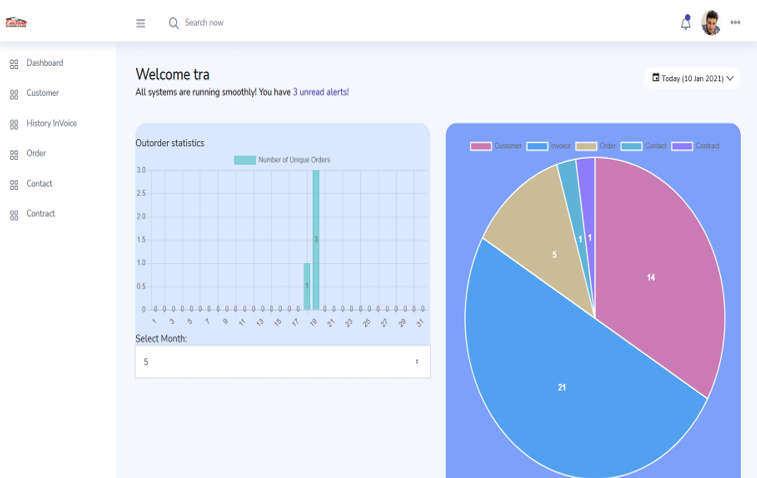 Search now
Dashboard
Customer
History InVoice
Order
Contact
Contract
Welcome tra
All systems are running smoothly! You have 3 unread alerts!
Today (10 Jan 2021)
Outorder statistics
Number of Unique Orders
3.0
2.5
2.0
1.5
1.0
0.5
0
0 0 0 0 0 0 0 0 0 0 0 0 0 0 0 0 0 1 3 0 0 0 0 0 0 0 0 0 0 0 0
1 3 5 7 9 11 13 15 17 19 21 23 25 27 29 31
Select Month:
5
Customer Invoice Order Contact Contract
14
21
5
1
1